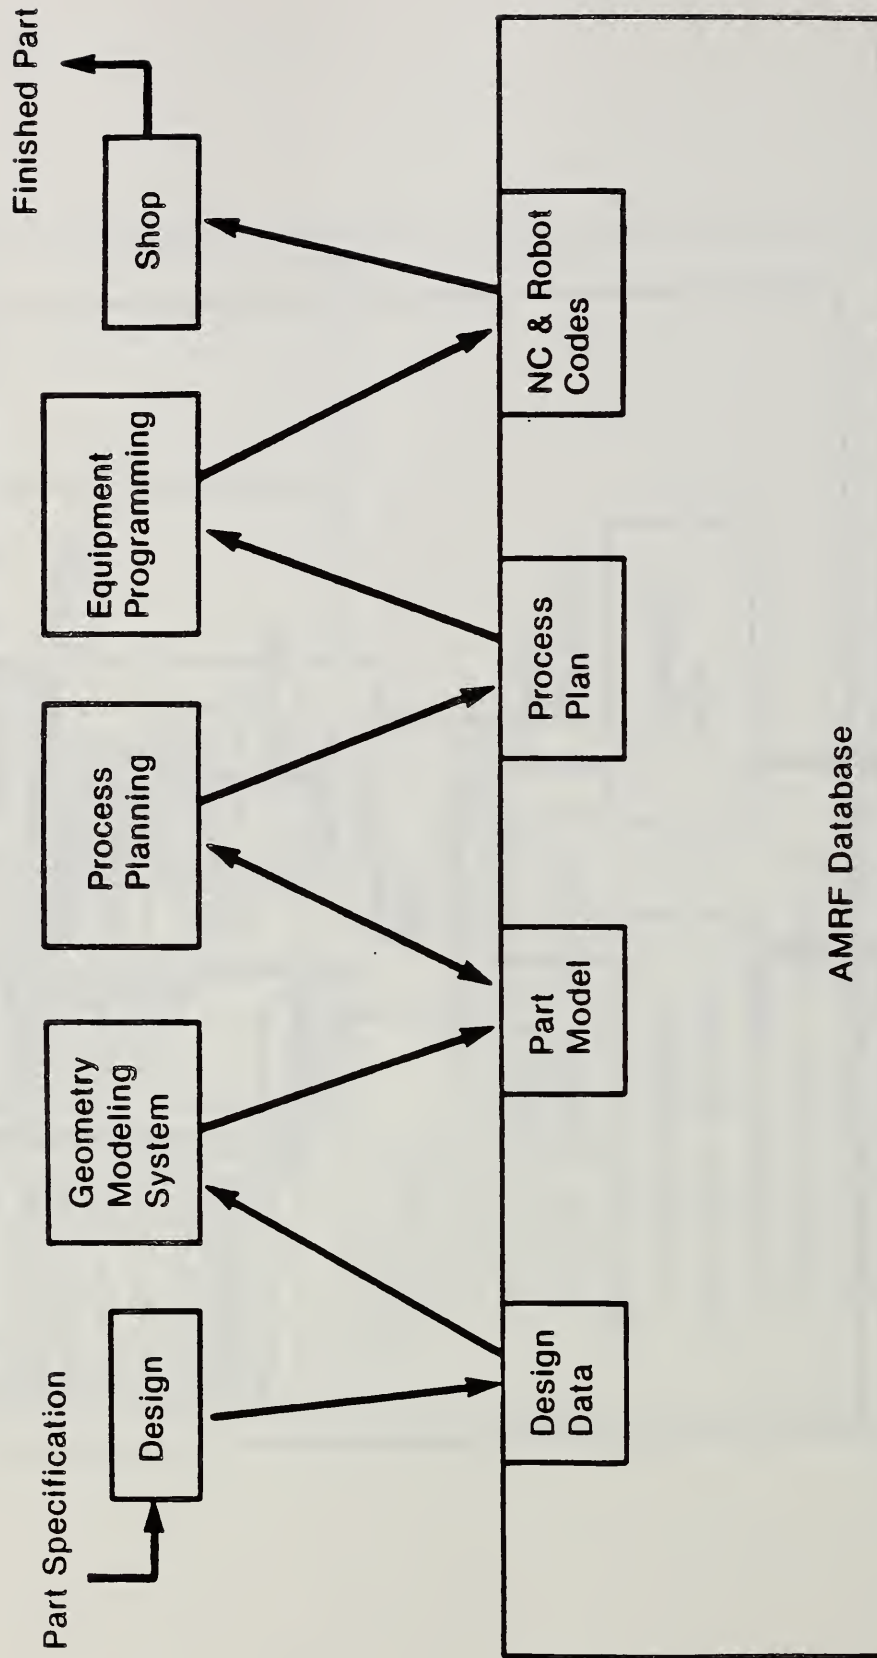 Part Specification
Finished Part
Design
Geometry
Modeling
System
Process
Planning
Equipment
Programming
Shop
Design
Data
Part
Model
Process
Plan
NC & Robot
Codes
AMRF Database